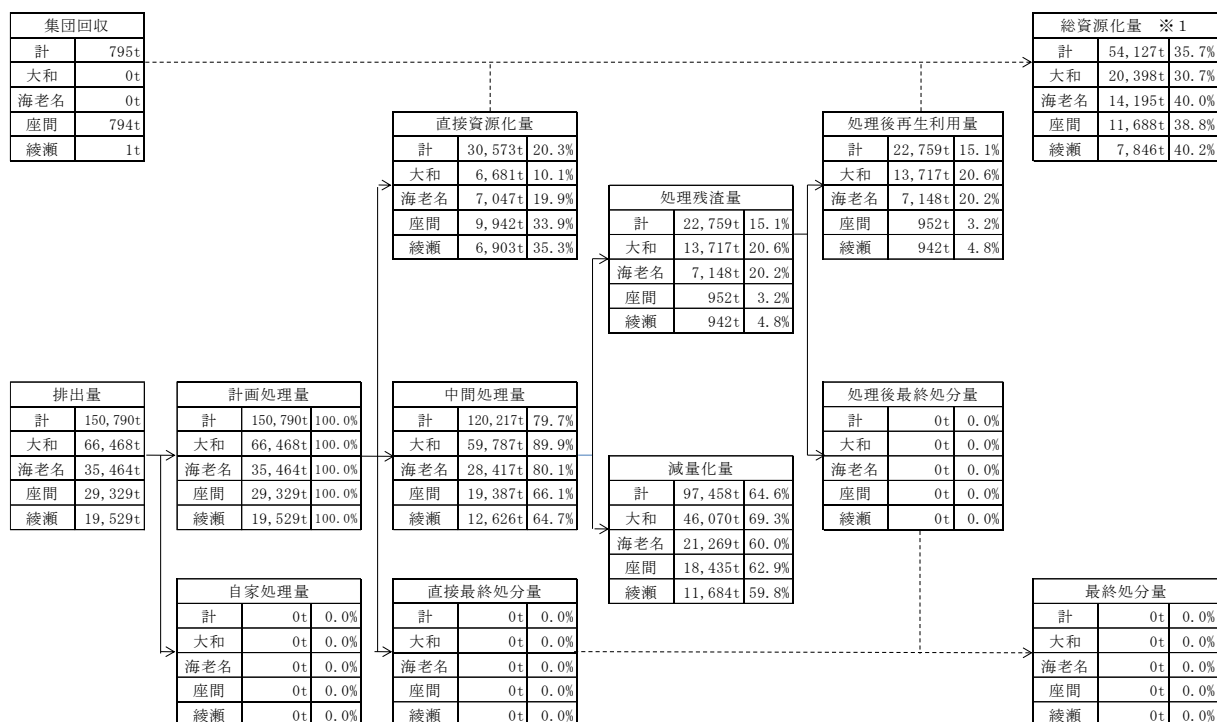 集団回収
計 795t
大和 0t
海老名 0t
座間 794t
綾瀬 1t
総資源化量 ※1
計 54,127t 35.7%
大和 20,398t 30.7%
海老名 14,195t 40.0%
座間 11,688t 38.8%
綾瀬 7,846t 40.2%
直接資源化量
計 30,573t 20.3%
大和 6,681t 10.1%
海老名 7,047t 19.9%
座間 9,942t 33.9%
綾瀬 6,903t 35.3%
処理後再生利用量
計 22,759t 15.1%
大和 13,717t 20.6%
海老名 7,148t 20.2%
座間 952t 3.2%
綾瀬 942t 4.8%
処理残渣量
計 22,759t 15.1%
大和 13,717t 20.6%
海老名 7,148t 20.2%
座間 952t 3.2%
綾瀬 942t 4.8%
排出量
計 150,790t
大和 66,468t
海老名 35,464t
座間 29,329t
綾瀬 19,529t
計画処理量
計 150,790t 100.0%
大和 66,468t 100.0%
海老名 35,464t 100.0%
座間 29,329t 100.0%
綾瀬 19,529t 100.0%
中間処理量
計 120,217t 79.7%
大和 59,787t 89.9%
海老名 28,417t 80.1%
座間 19,387t 66.1%
綾瀬 12,626t 64.7%
処理後最終処分量
計 0t 0.0%
大和 0t 0.0%
海老名 0t 0.0%
座間 0t 0.0%
綾瀬 0t 0.0%
減量化量
計 97,458t 64.6%
大和 46,070t 69.3%
海老名 21,269t 60.0%
座間 18,435t 62.9%
綾瀬 11,684t 59.8%
自家処理量
計 0t 0.0%
大和 0t 0.0%
海老名 0t 0.0%
座間 0t 0.0%
綾瀬 0t 0.0%
直接最終処分量
計 0t 0.0%
大和 0t 0.0%
海老名 0t 0.0%
座間 0t 0.0%
綾瀬 0t 0.0%
最終処分量
計 0t 0.0%
大和 0t 0.0%
海老名 0t 0.0%
座間 0t 0.0%
綾瀬 0t 0.0%